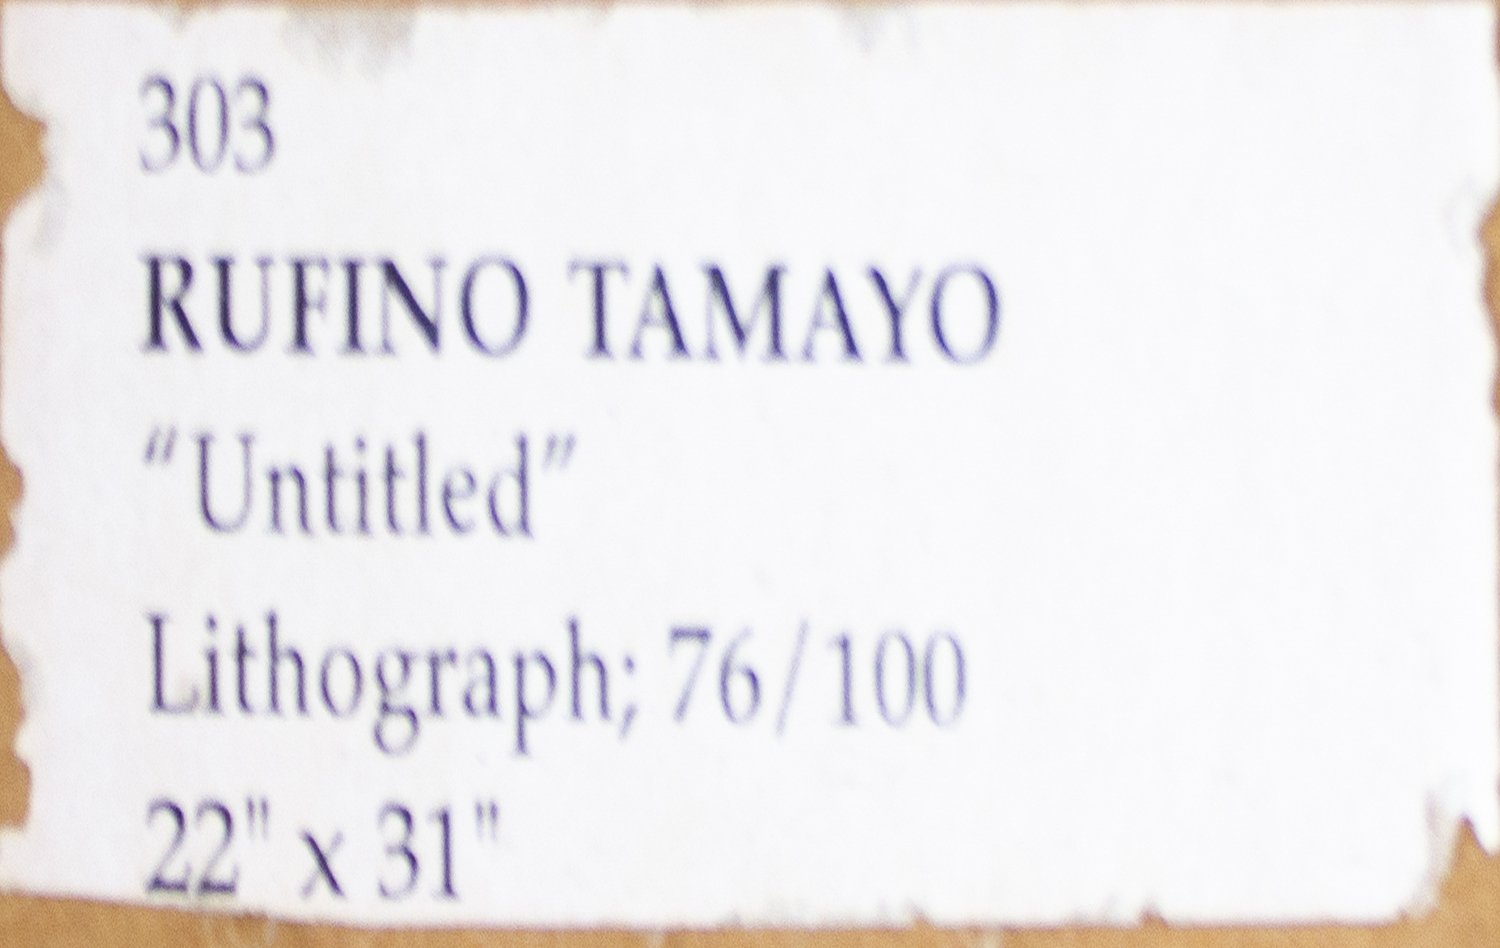 303
RUFINO TAMAYO
“Untitled”
Lithograph; 76/100
22" x 31"